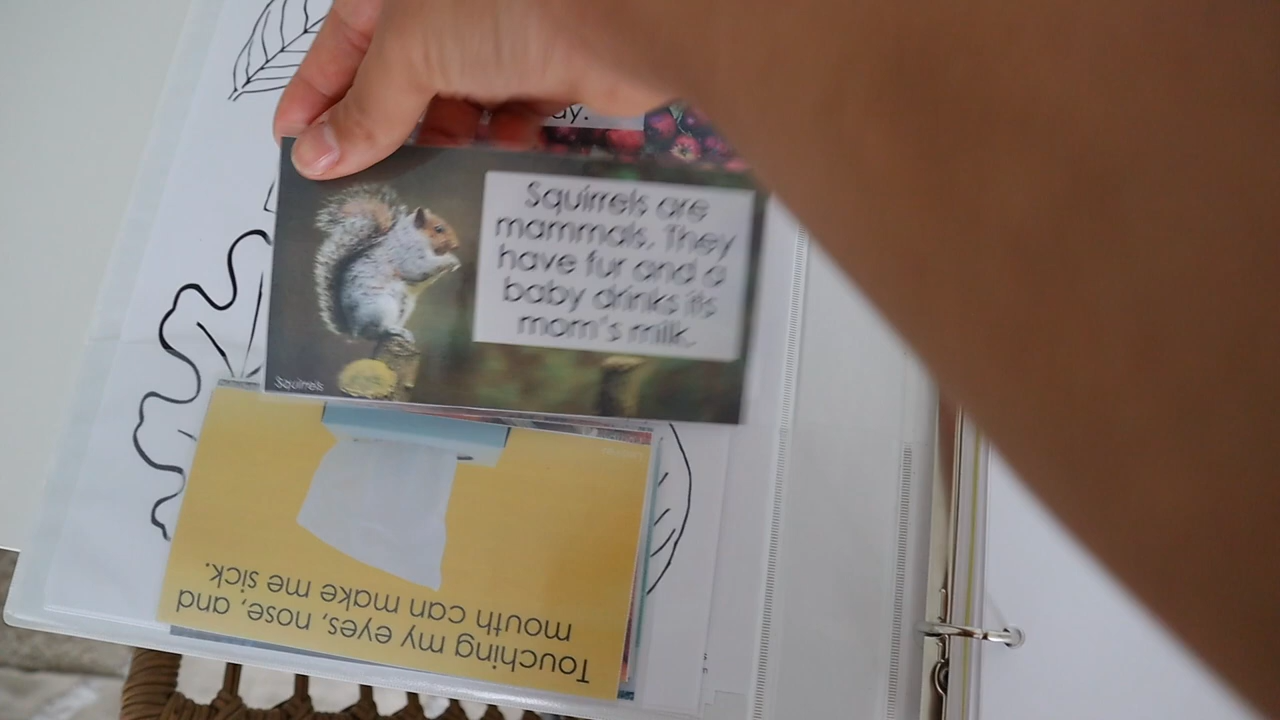 ay.
Squirrels are
mammals. They
have fur and a
baby drinks its
mom's milk.
Squirrels
Touching my eyes, nose, and
mouth can make me sick.